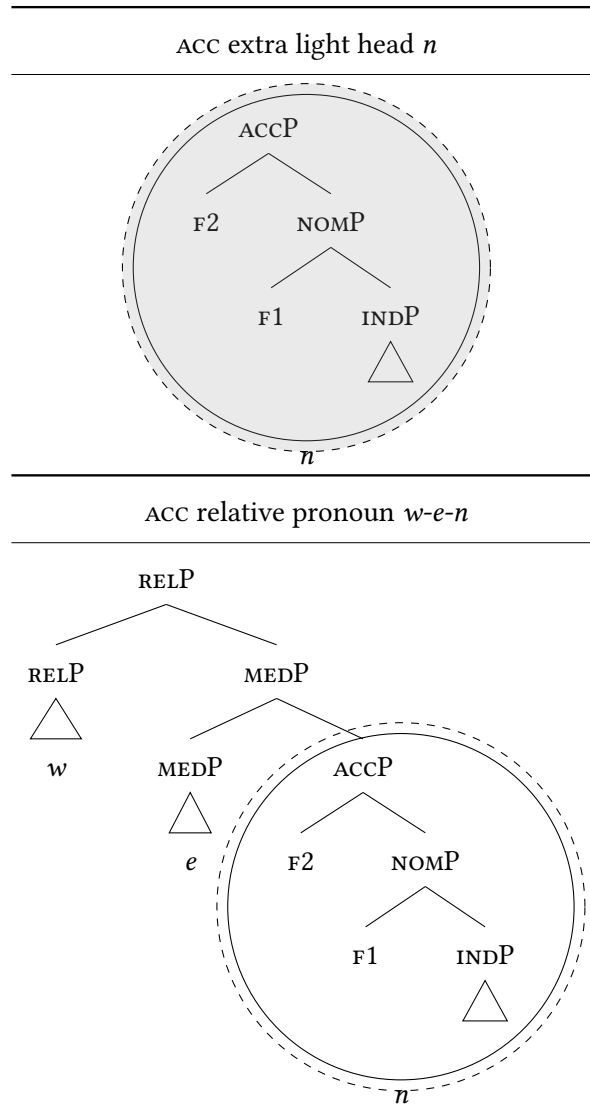 ACC extra light head n
ACCP
F2 NOMP
F1 INDP
n
ACC relative pronoun w-e-n
RELP
RELP MEDP
w MEDP ACCP
e F2 NOMP
F1 INDP
n